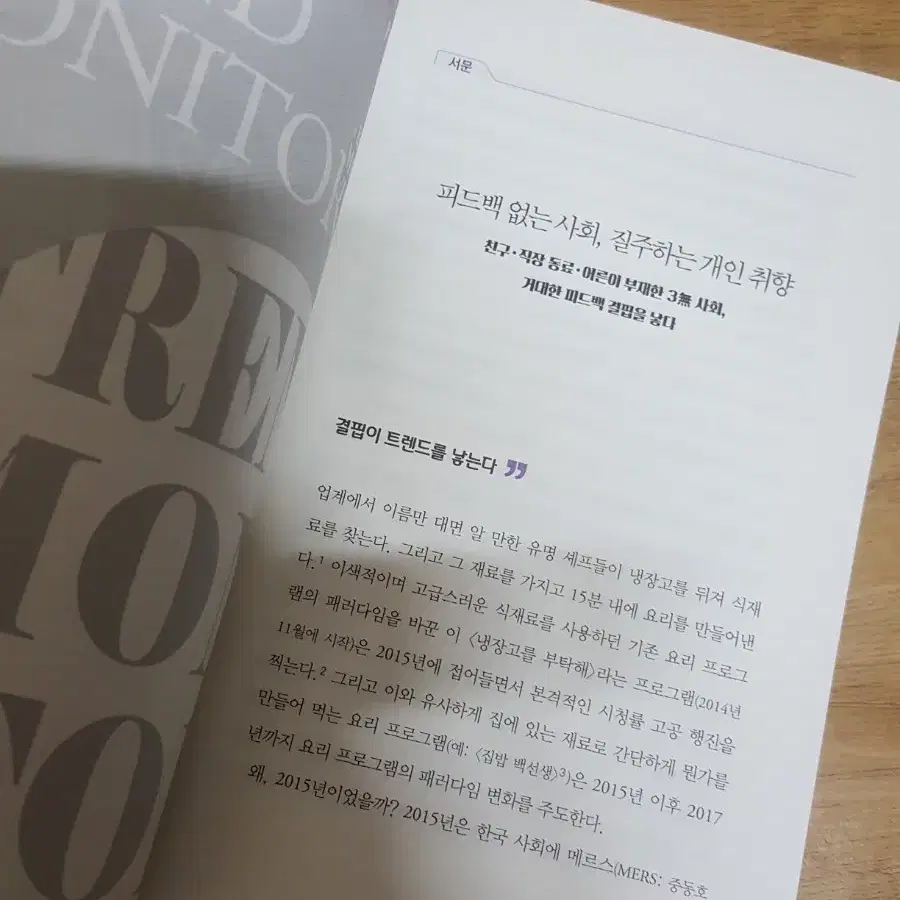 ND
ONITO
TRE
MO
TO
서문
피드백 없는 사회, 질주하는 개인 취향
친구·직장 동료·어른이 부재한 3無 사회,
거대한 피드백 결핍을 낳다
결핍이 트렌드를 낳는다
업계에서 이름만 대면 알 만한 유명 셰프들이 냉장고를 뒤져 식재
료를 찾는다. 그리고 그 재료를 가지고 15분 내에 요리를 만들어낸
다.1 이색적이며 고급스러운 식재료를 사용하던 기존 요리 프로그
램의 패러다임을 바꾼 이 〈냉장고를 부탁해〉라는 프로그램(2014년
11월에 시작)은 2015년에 접어들면서 본격적인 시청률 고공 행진을
찍는다.2 그리고 이와 유사하게 집에 있는 재료로 간단하게 뭔가를
만들어 먹는 요리 프로그램(예: 〈집밥 백선생〉3)은 2015년 이후 2017
년까지 요리 프로그램의 패러다임 변화를 주도한다.
왜, 2015년이었을까? 2015년은 한국 사회에 메르스(MERS: 중동호